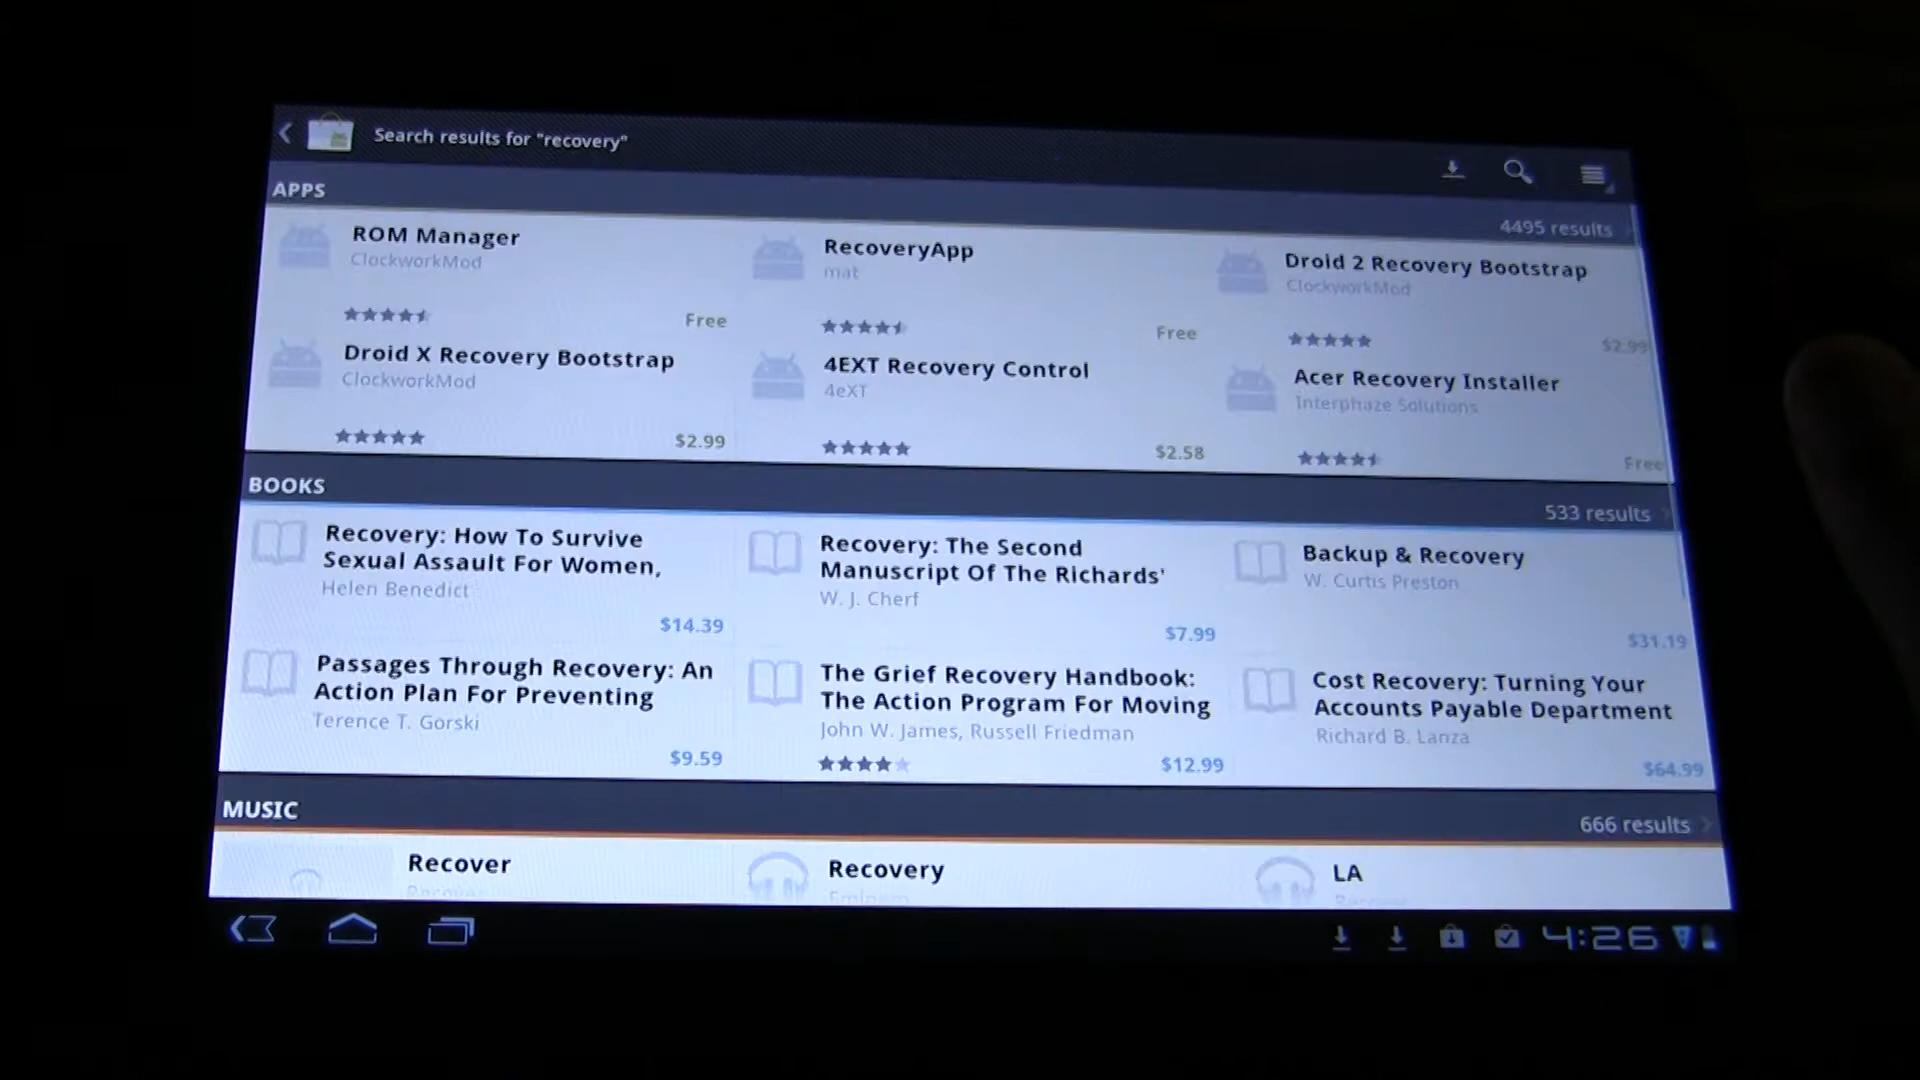 Search results for "recovery"
APPS
4495 results
ROM Manager
ClockworkMod
Free
RecoveryApp
mat
Free
Droid 2 Recovery Bootstrap
ClockworkMod
$2.99
Droid X Recovery Bootstrap
ClockworkMod
$2.99
4EXT Recovery Control
4eXT
$2.58
Acer Recovery Installer
Interphaze Solutions
Free
BOOKS
533 results
Recovery: How To Survive
Sexual Assault For Women,
Helen Benedict
$14.39
Recovery: The Second
Manuscript Of The Richards'
W. J. Cherf
$7.99
Backup & Recovery
W. Curtis Preston
$31.19
Passages Through Recovery: An
Action Plan For Preventing
Terence T. Gorski
$9.59
The Grief Recovery Handbook:
The Action Program For Moving
John W. James, Russell Friedman
$12.99
Cost Recovery: Turning Your
Accounts Payable Department
Richard B. Lanza
$64.99
MUSIC
666 results
Recover
Recover
Recovery
Eminem
LA
Recover
4:26